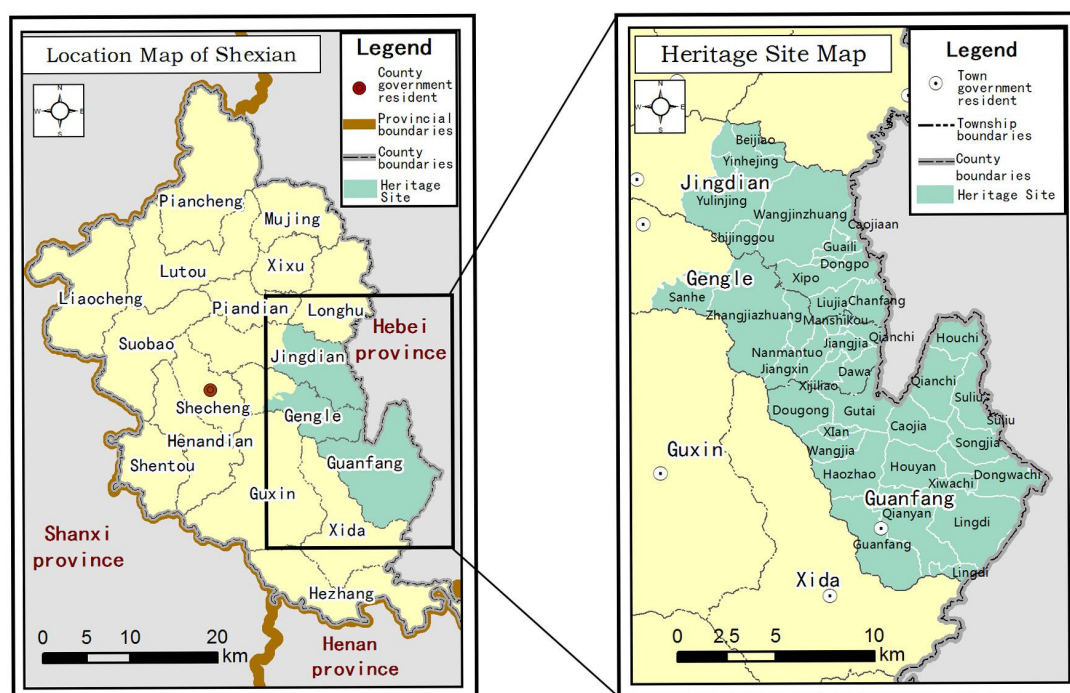 Location Map of Shexian
Legend
County
government
resident
Provincial
boundaries
County
boundaries
Heritage
Site
N
W E
S
Piancheng
Mujing
Xixu
Lutou
Liaocheng
Piandian
Longhu
Hebei
province
Suobao
Jingdian
Shecheng
Gengle
Henandian
Guanfang
Shentou
Guxin
Xida
Shanxi
province
Hezhang
Henan
province
0 5 10 20
km
Heritage Site Map
Legend
Town
government
resident
Township
boundaries
County
boundaries
Heritage Site
N
W E
S
Beijiao
Yinhejing
Jingdian
Yulinjing
Wangjinzhuang
Caojiaan
Shijinggou
Guaili
Dongpo
Gengle
Xipo
Sanhe
Liujia
Chanfang
Zhangjiazhuang
Manshikou
Qianchi
Houchi
Jiangjia
Nanmantuo
Jiangxin
Dawa
Qianchi
Xijiliao
Suliu
Dougong
Gutai
Caojia
Suliu
XIan
Songjia
Wangjia
Guxin
Houyan
Haozhao
Dongwachi
Xiwachi
Guanfang
Qianyan
Lingdi
Guanfang
Lingdi
Xida
0 2.5 5 10
km